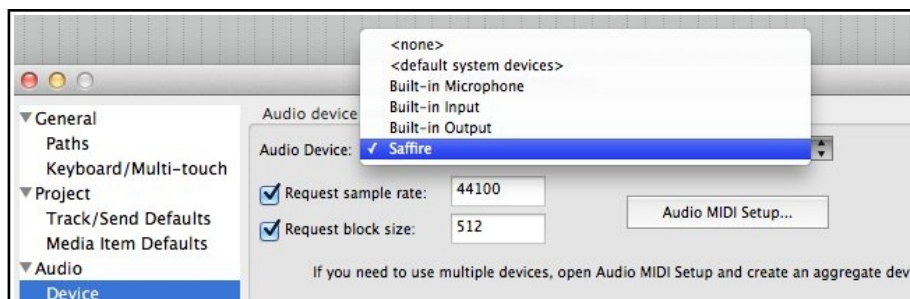 <none>
<default system devices>
Built-in Microphone
Built-in Input
Built-in Output
✓ Saffire
▼General
Paths
Keyboard/Multi-touch
▼Project
Track/Send Defaults
Media Item Defaults
▼Audio
Device
Audio device
Audio Device:
Request sample rate: 44100
Request block size: 512
Audio MIDI Setup...
If you need to use multiple devices, open Audio MIDI Setup and create an aggregate dev